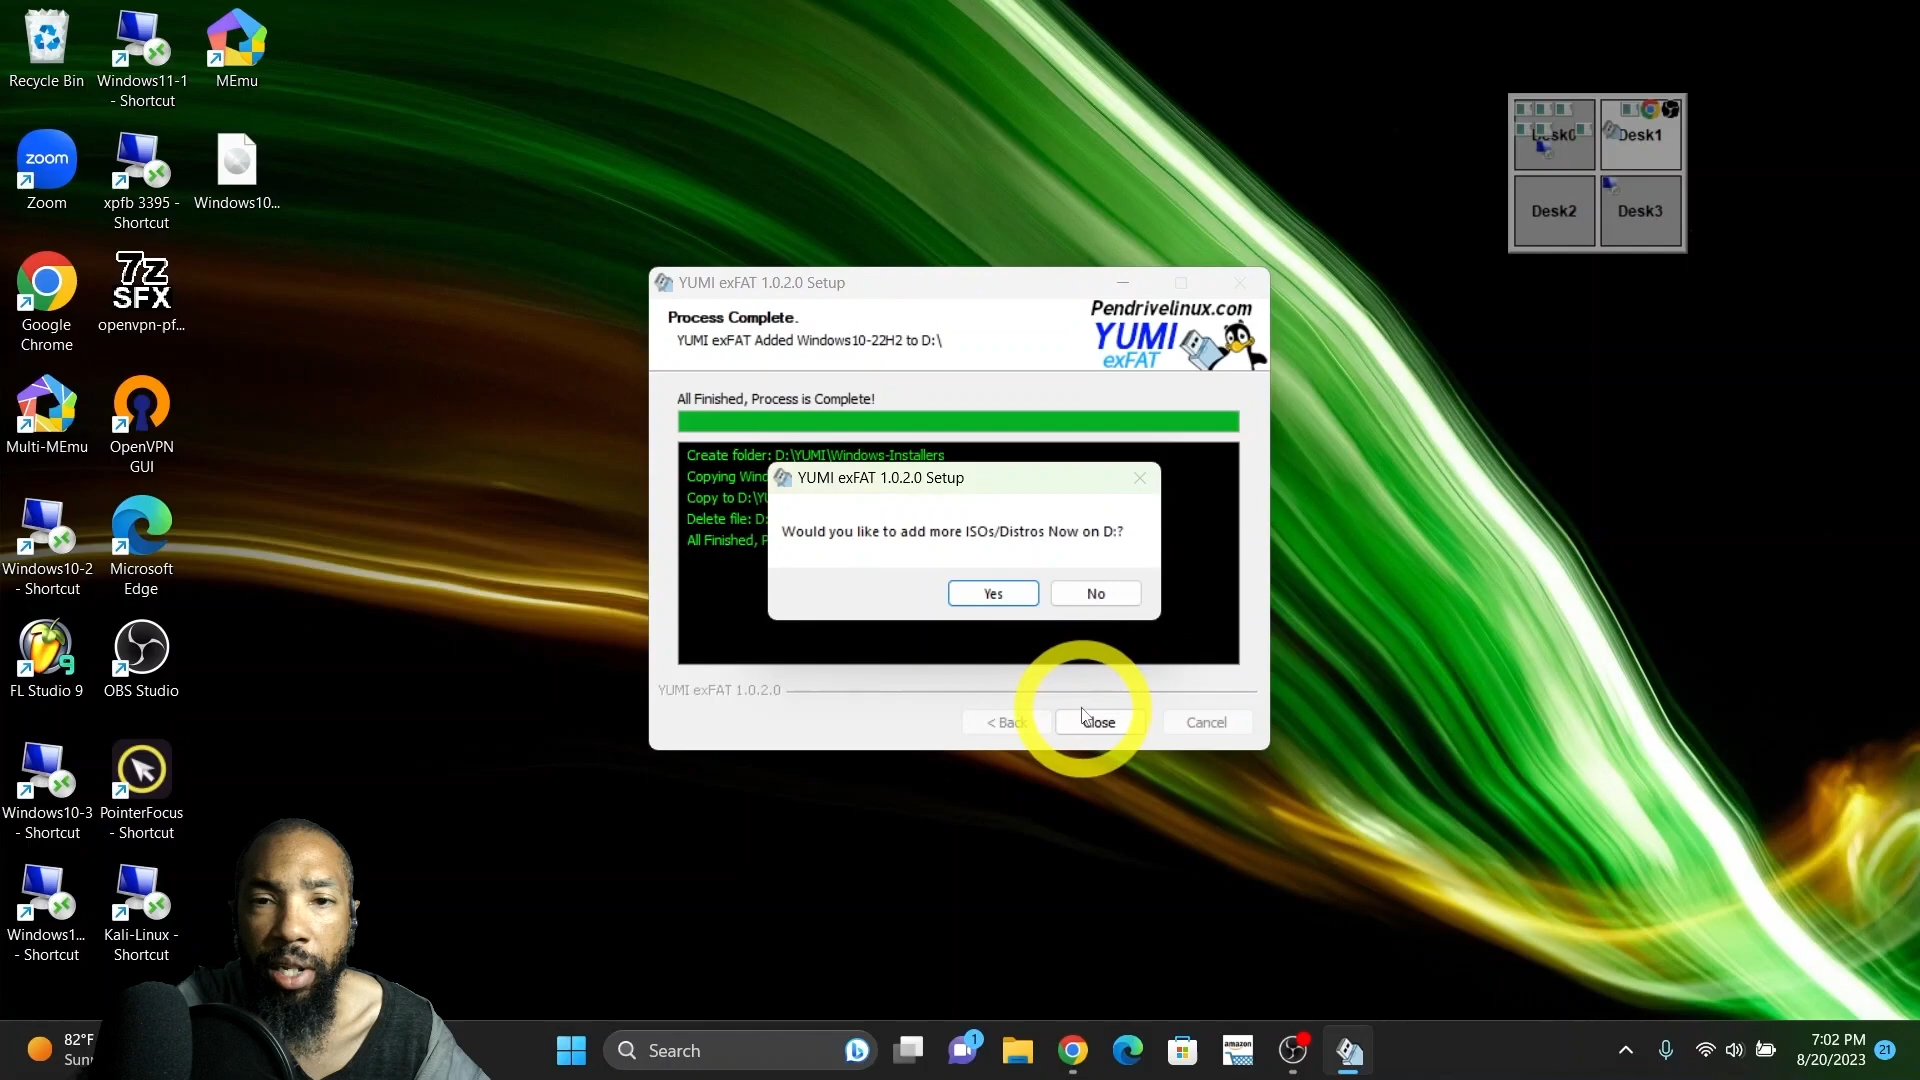 Recycle Bin
Windows11-1
- Shortcut
MEmu
zoom
Zoom
xpfb 3395 -
Shortcut
Windows10...
Google
Chrome
7z
SFX
openvpn-pf...
Multi-MEmu
OpenVPN
GUI
Windows10-2
- Shortcut
Microsoft
Edge
9
FL Studio 9
OBS Studio
Windows10-3
- Shortcut
PointerFocus
- Shortcut
Windows1...
- Shortcut
Kali-Linux -
Shortcut
Desk0
Desk1
Desk2
Desk3
YUMI exFAT 1.0.2.0 Setup
Process Complete.
YUMI exFAT Added Windows10-22H2 to D:\
Pendrivelinux.com
YUMI
exFAT
All Finished, Process is Complete!
Create folder: D:\YUMI\Windows-Installers
Copying
Copy to
Delete file: D:
All Finished,
YUMI exFAT 1.0.2.0 Setup
Would you like to add more ISOs/Distros Now on D:?
Yes
No
YUMI exFAT 1.0.2.0
< Back
Close
Cancel
82°F
Search
1
amazon
7:02 PM
8/20/2023
21